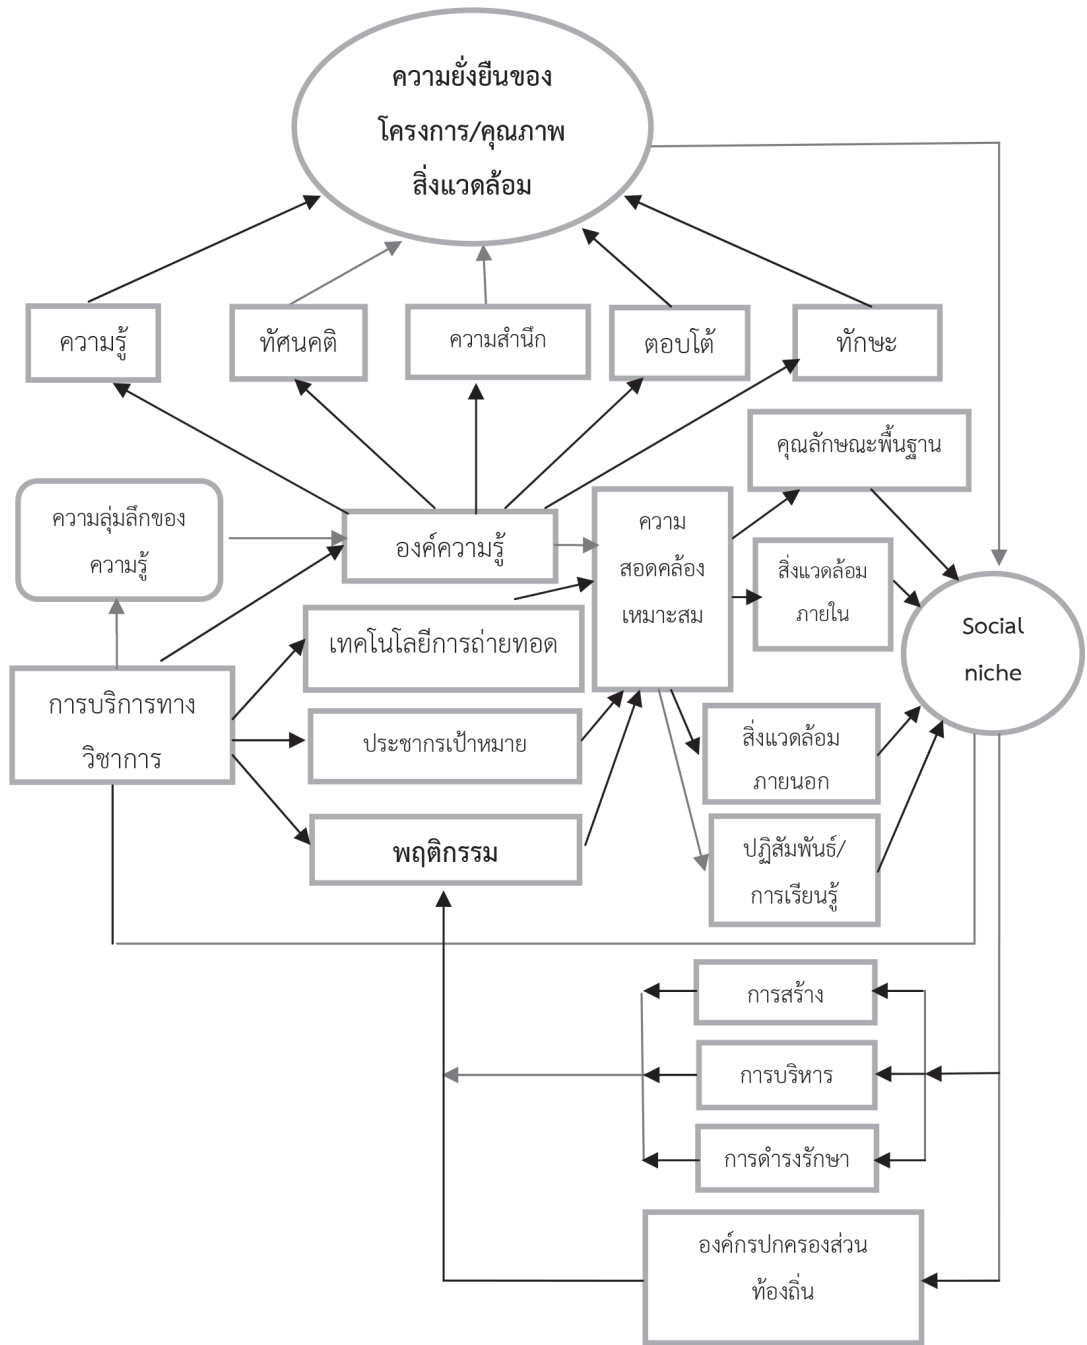 ความยั่งยืนของ
โครงการ/คุณภาพ
สิ่งแวดล้อม
ความรู้
ทัศนคติ
ความสำนึก
ตอบโต้
ทักษะ
คุณลักษณะพื้นฐาน
ความลุ่มลึกของ
ความรู้
องค์ความรู้
ความ
สอดคล้อง
เหมาะสม
สิ่งแวดล้อม
ภายใน
Social
niche
เทคโนโลยีการถ่ายทอด
การบริการทาง
วิชาการ
ประชากรเป้าหมาย
สิ่งแวดล้อม
ภายนอก
พฤติกรรม
ปฏิสัมพันธ์/
การเรียนรู้
การสร้าง
การบริหาร
การดำรงรักษา
องค์กรปกครองส่วน
ท้องถิ่น